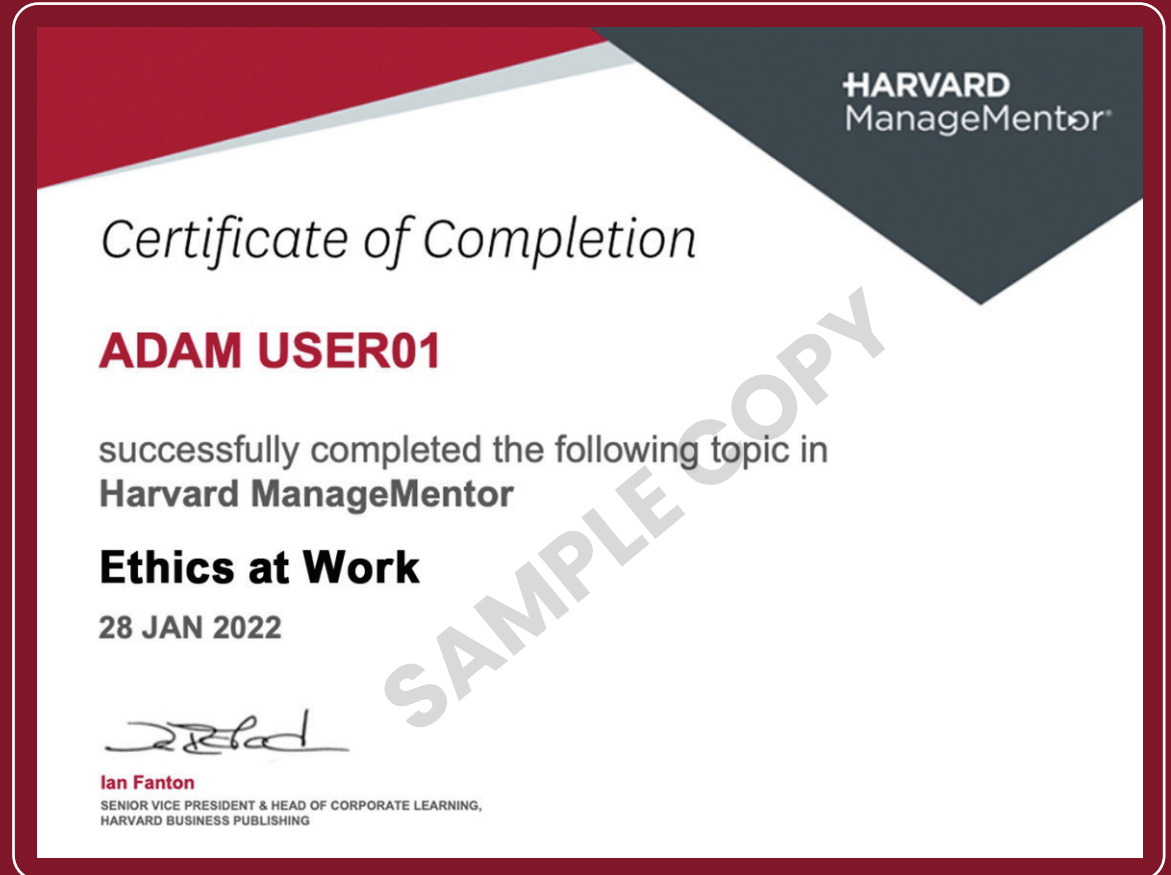 HARVARD
ManageMentor®
Certificate of Completion
ADAM USER01
successfully completed the following topic in
Harvard ManageMentor
Ethics at Work
28 JAN 2022
SAMPLE COPY
Ian Fanton
SENIOR VICE PRESIDENT & HEAD OF CORPORATE LEARNING,
HARVARD BUSINESS PUBLISHING